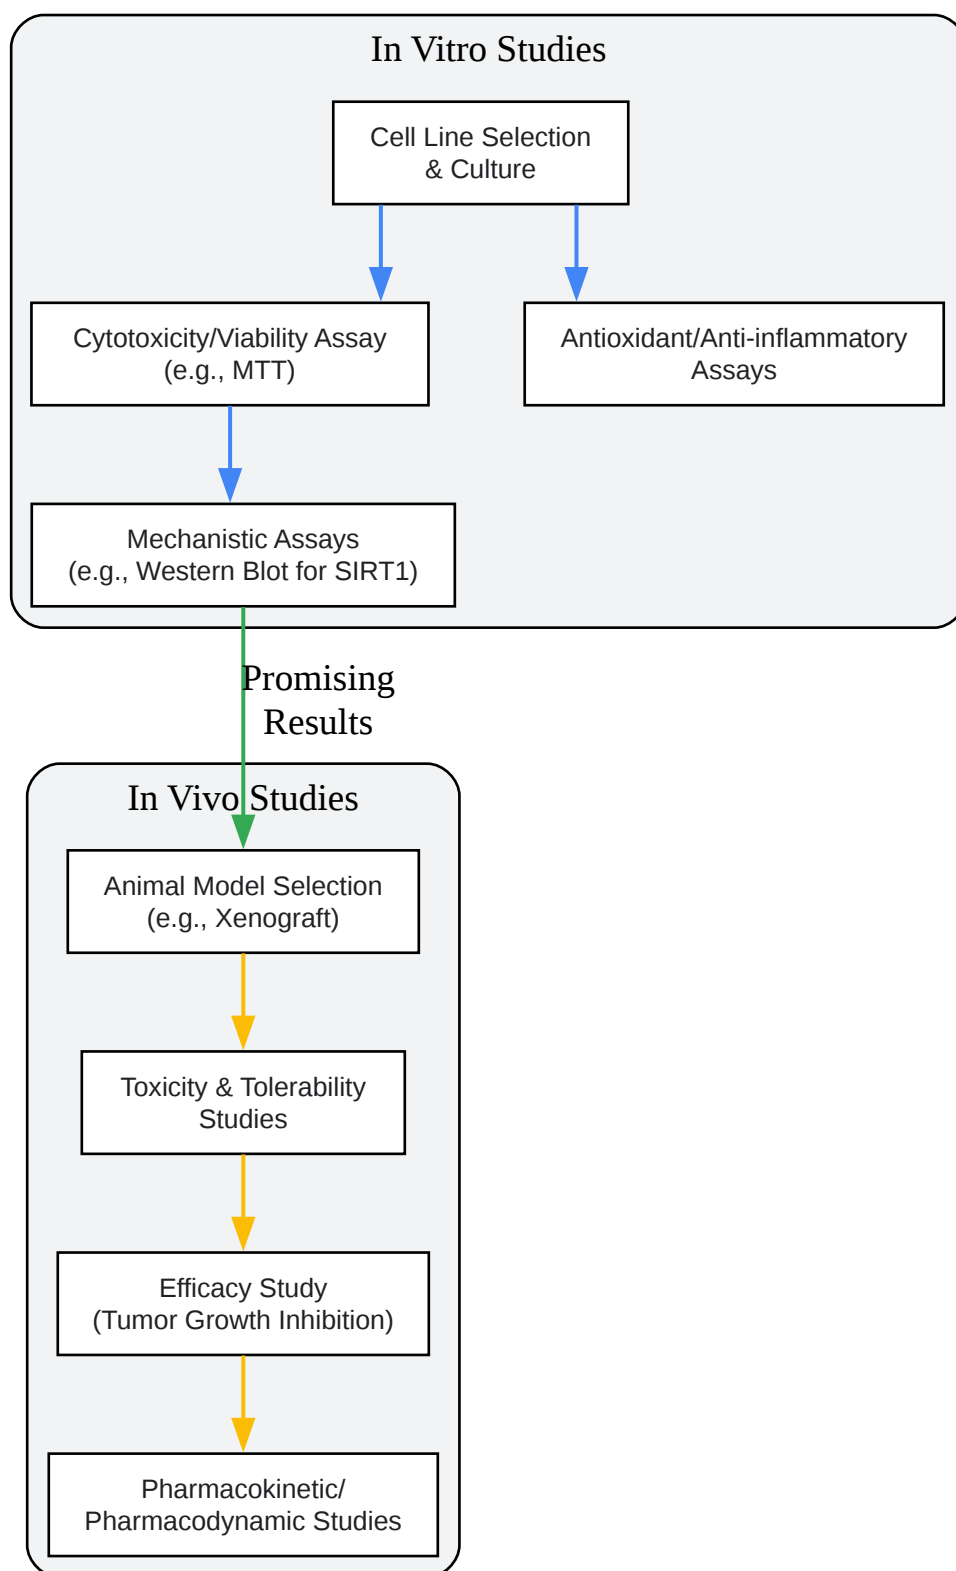 In Vitro Studies
Cell Line Selection
& Culture
Cytotoxicity/Viability Assay
(e.g., MTT)
Antioxidant/Anti-inflammatory
Assays
Mechanistic Assays
(e.g., Western Blot for SIRT1)
Promising
Results
In Vivo Studies
Animal Model Selection
(e.g., Xenograft)
Toxicity & Tolerability
Studies
Efficacy Study
(Tumor Growth Inhibition)
Pharmacokinetic/
Pharmacodynamic Studies